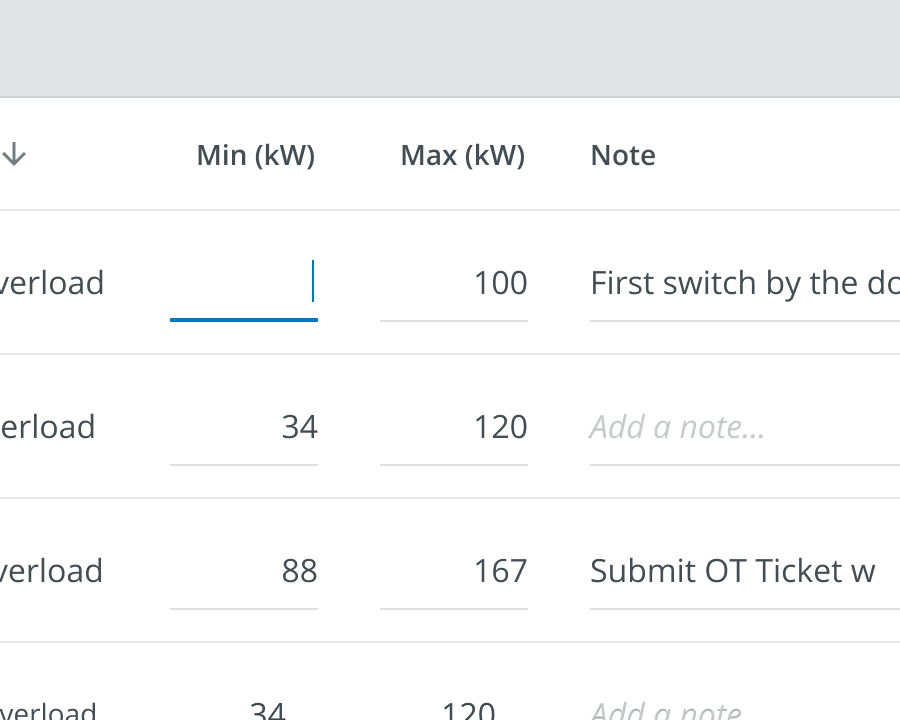 Min (kW) Max (kW) Note
verload 100 First switch by the do
erload 34 120 Add a note...
verload 88 167 Submit OT Ticket w
verload 34 120 Add a note